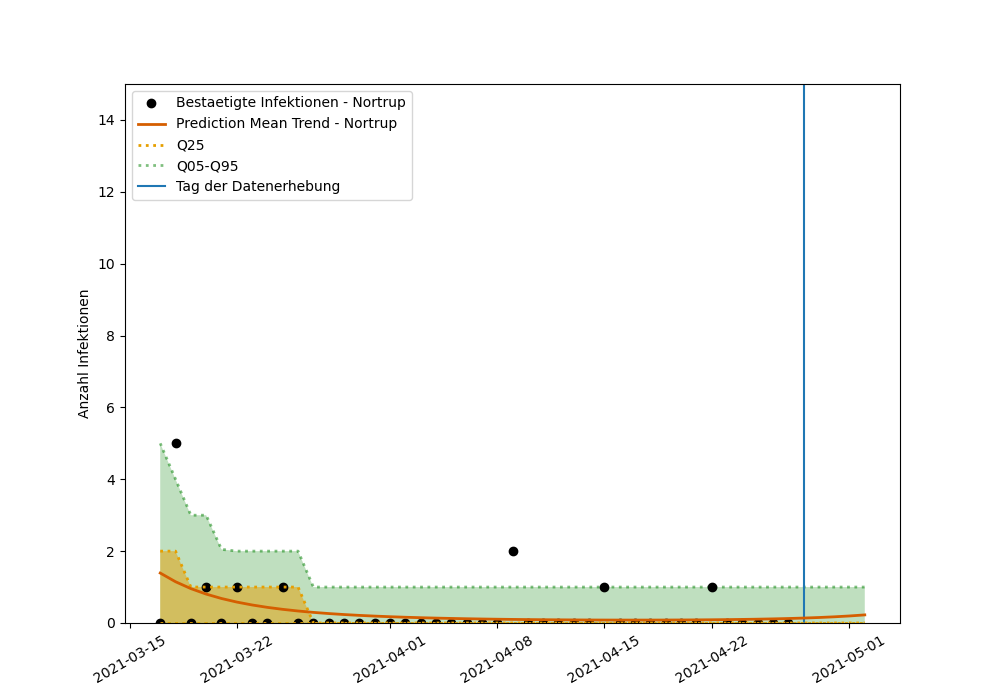 Bestaetigte Infektionen - Nortrup
Prediction Mean Trend - Nortrup
Q25
Q05-Q95
Tag der Datenerhebung
Anzahl Infektionen
14
12
10
8
6
4
2
0
2021-03-15
2021-03-22
2021-04-01
2021-04-08
2021-04-15
2021-04-22
2021-05-01